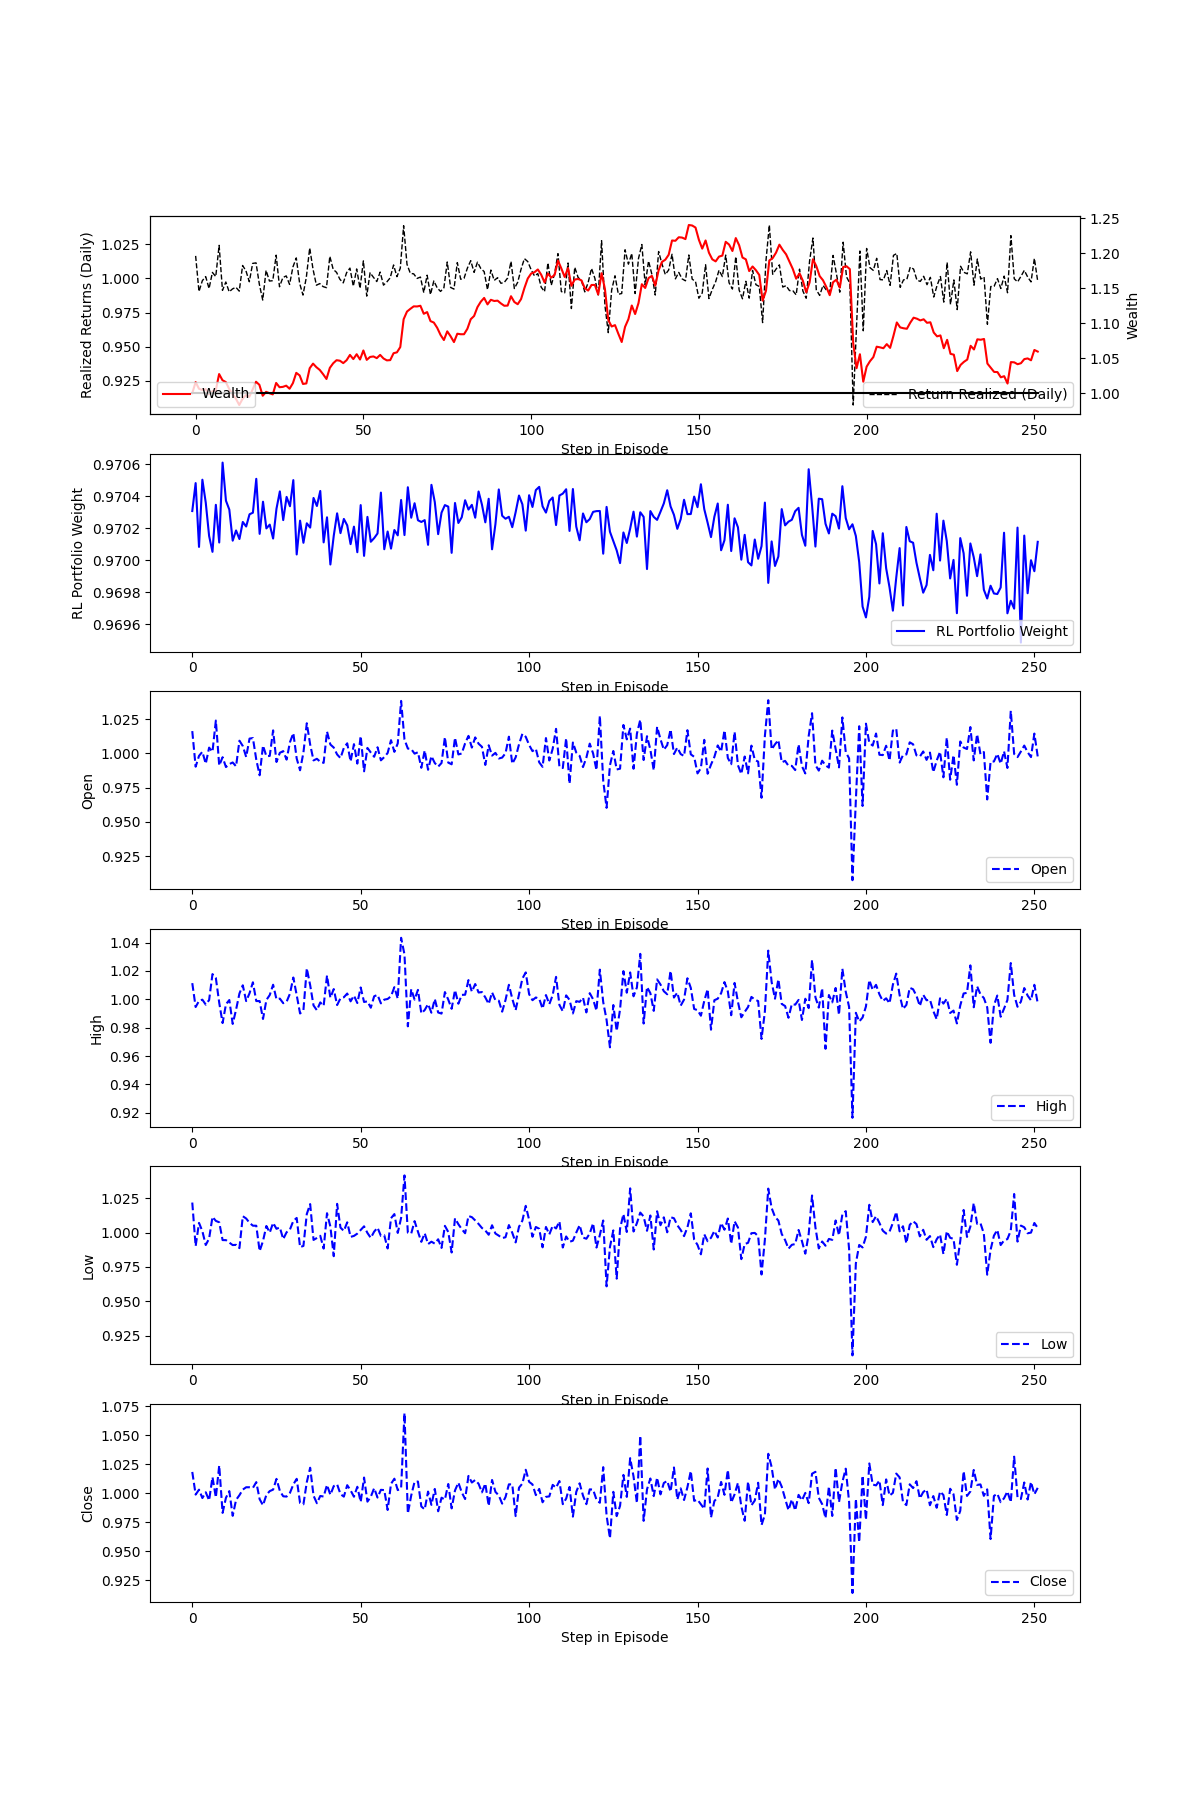 1.025
1.000
0.975
0.950
0.925
Realized Returns (Daily)
1.25
1.20
1.15
1.10
1.05
1.00
Wealth
Wealth
Return Realized (Daily)
0 50 100 150 200 250
Step in Episode
0.9706
0.9704
0.9702
0.9700
0.9698
0.9696
RL Portfolio Weight
RL Portfolio Weight
0 50 100 150 200 250
Step in Episode
1.025
1.000
0.975
0.950
0.925
Open
Open
0 50 100 150 200 250
Step in Episode
1.04
1.02
1.00
0.98
0.96
0.94
0.92
High
High
0 50 100 150 200 250
Step in Episode
1.025
1.000
0.975
0.950
0.925
Low
Low
0 50 100 150 200 250
Step in Episode
1.075
1.050
1.025
1.000
0.975
0.950
0.925
Close
Close
0 50 100 150 200 250
Step in Episode